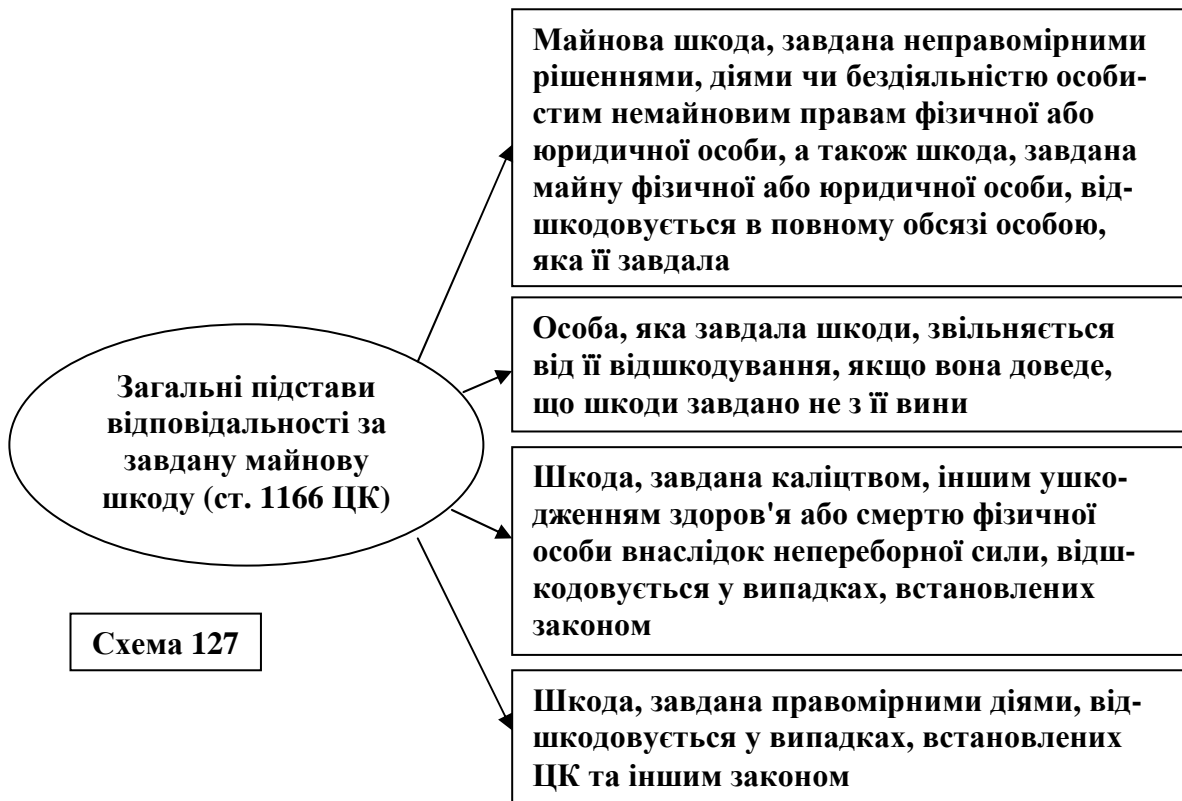 Майнова шкода, завдана неправомірними
рішеннями, діями чи бездіяльністю особи-
стим немайновим правам фізичної або
юридичної особи, а також шкода, завдана
майну фізичної або юридичної особи, від-
шкодовується в повному обсязі особою,
яка її завдала
Особа, яка завдала шкоди, звільняється
від її відшкодування, якщо вона доведе,
що шкоди завдано не з її вини
Загальні підстави
відповідальності за
завдану майнову
шкоду (ст. 1166 ЦК)
Шкода, завдана каліцтвом, іншим ушко-
дженням здоров'я або смертю фізичної
особи внаслідок непереборної сили, відш-
кодовується у випадках, встановлених
законом
Схема 127
Шкода, завдана правомірними діями, від-
шкодовується у випадках, встановлених
ЦК та іншим законом